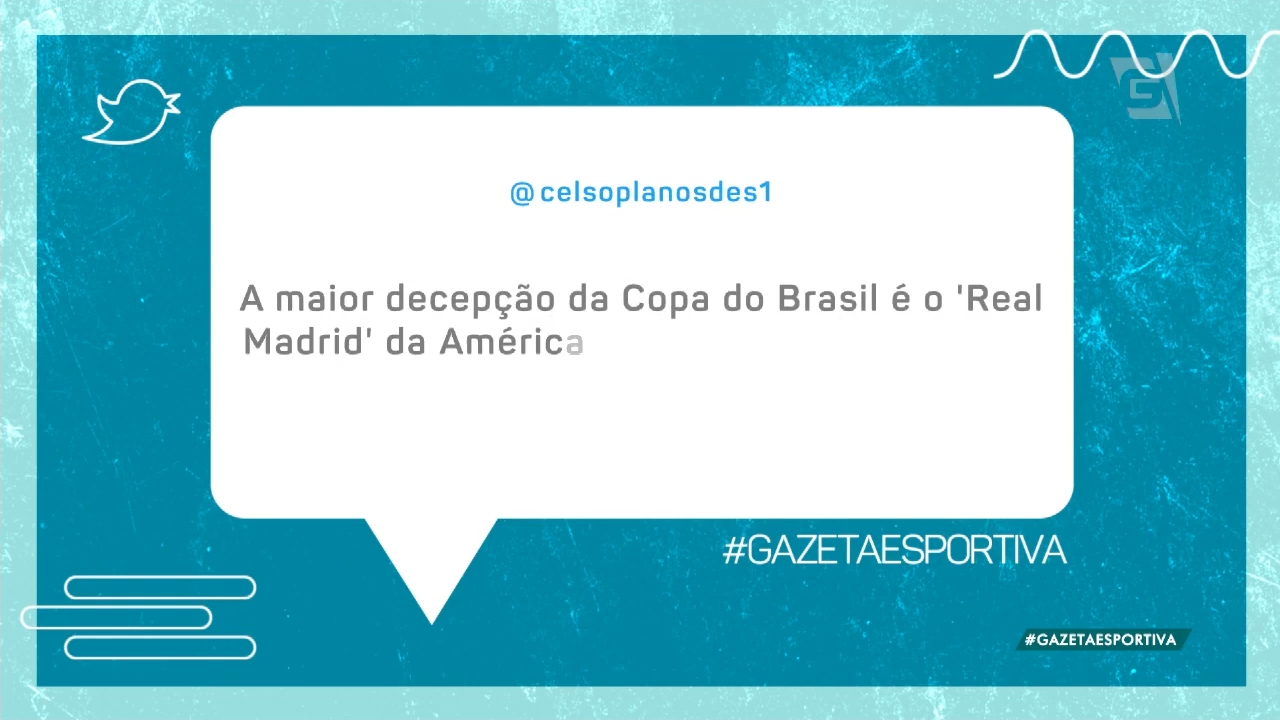 @celsoplanosdes1
A maior decepção da Copa do Brasil é o 'Real
Madrid' da América
#GAZETAESPORTIVA
#GAZETAESPORTIVA